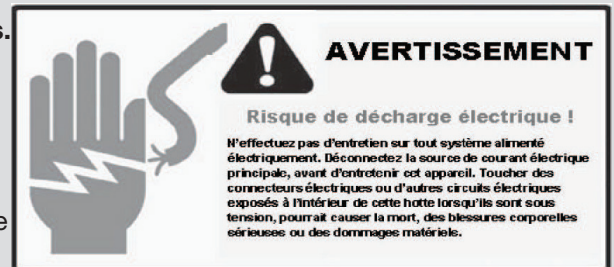 s.
AVERTISSEMENT
Risque de décharge électrique !
N'effectuez pas d'entretien sur tout système alimenté
électriquement. Déconnectez la source de courant électrique
principale, avant d'entretenir cet appareil. Toucher des
connecteurs électriques ou d'autres circuits électriques
exposés à l'intérieur de cette hotte lorsqu'ils sont sous
tension, pourrait causer la mort, des blessures corporelles
sérieuses ou des dommages matériels.
e